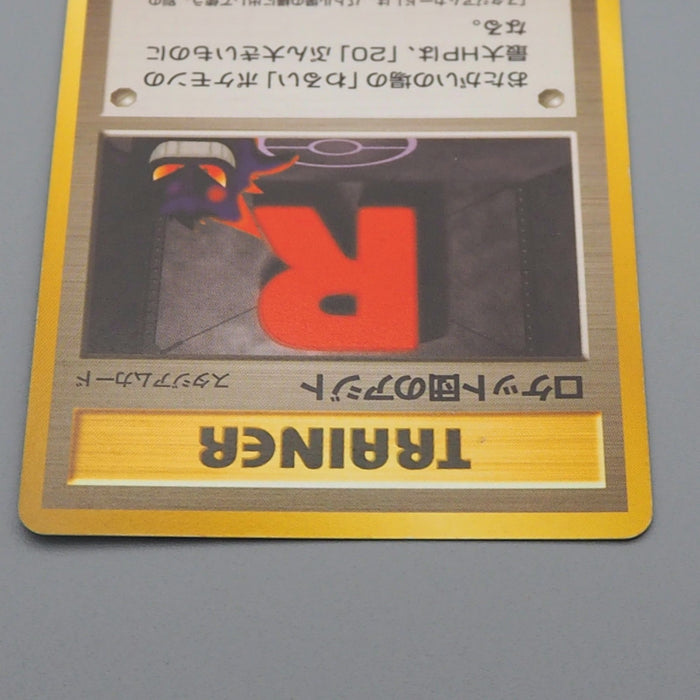 TRAINER
ロケット団のアジト
スタジアムカード
R
おたがいの場の「わるい」ポケモンの
最大HPは、「20」ぶん大きいものに
なる。